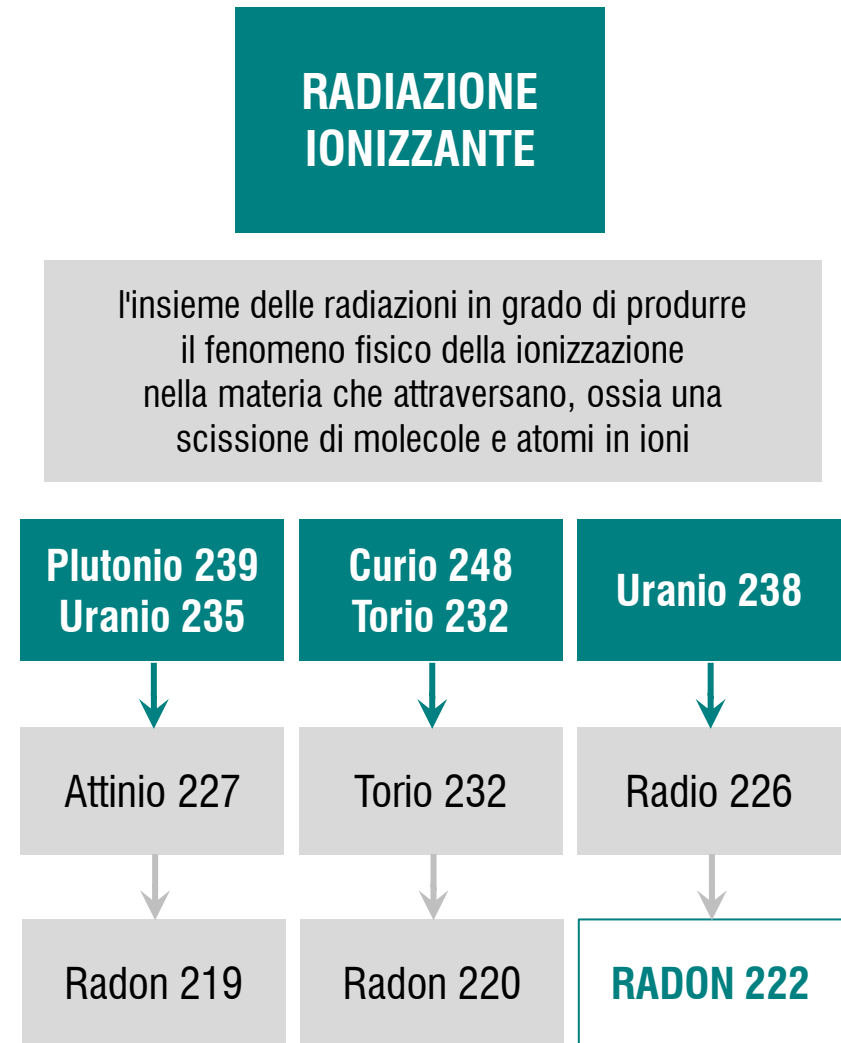 RADIAZIONE
IONIZZANTE
l'insieme delle radiazioni in grado di produrre
il fenomeno fisico della ionizzazione
nella materia che attraversano, ossia una
scissione di molecole e atomi in ioni
Plutonio 239
Uranio 235
Curio 248
Torio 232
Uranio 238
Attinio 227
Torio 232
Radio 226
Radon 219
Radon 220
RADON 222